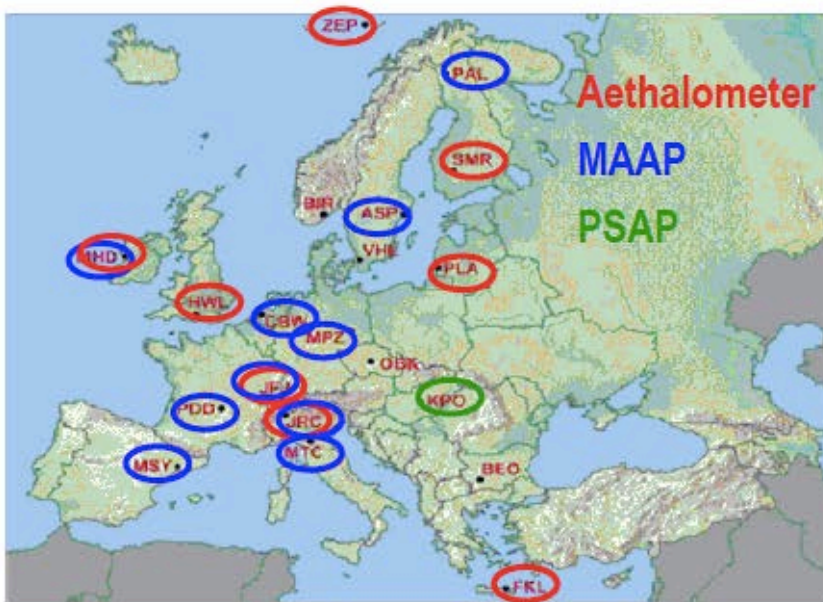 ZEP
PAL
Aethalometer
SMR
MAAP
BIR
ASP
PSAP
VHL
MHD
PLA
HWL
CBW
MPZ
OBK
JFJ
KPO
PDD
JRC
MTC
MSY
BEO
FKL